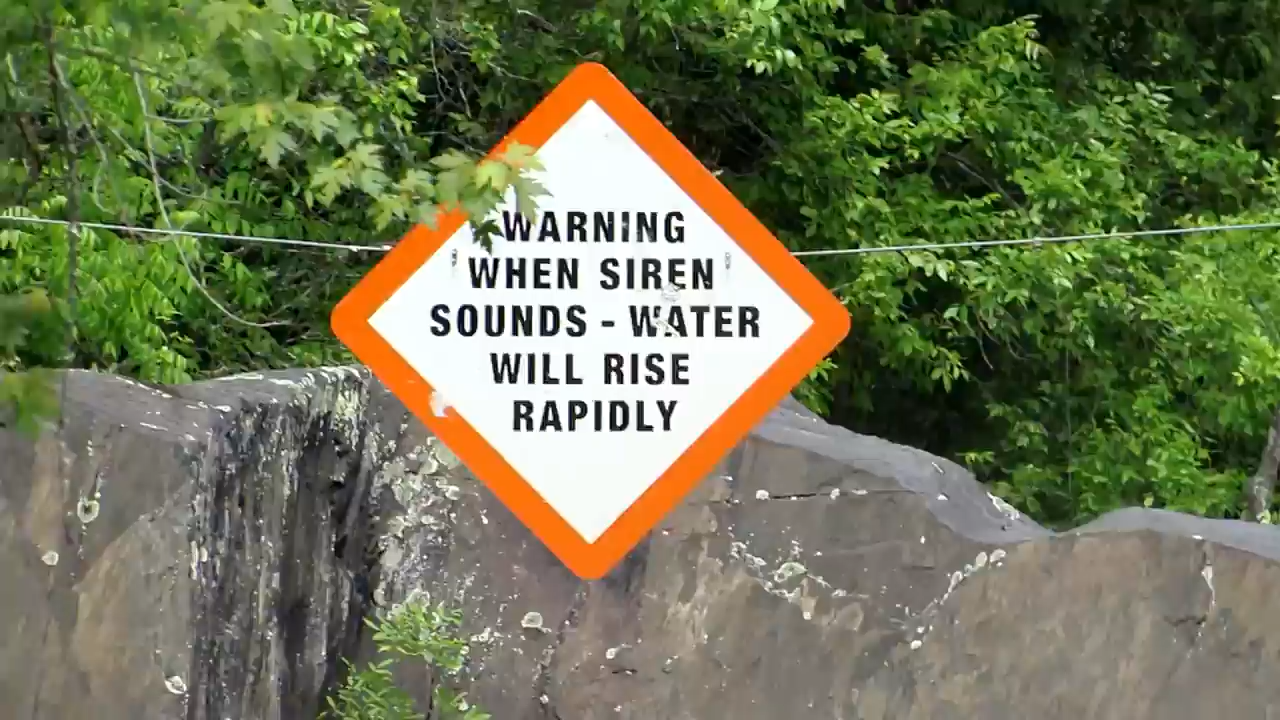 WARNING
WHEN SIREN
SOUNDS - WATER
WILL RISE
RAPIDLY